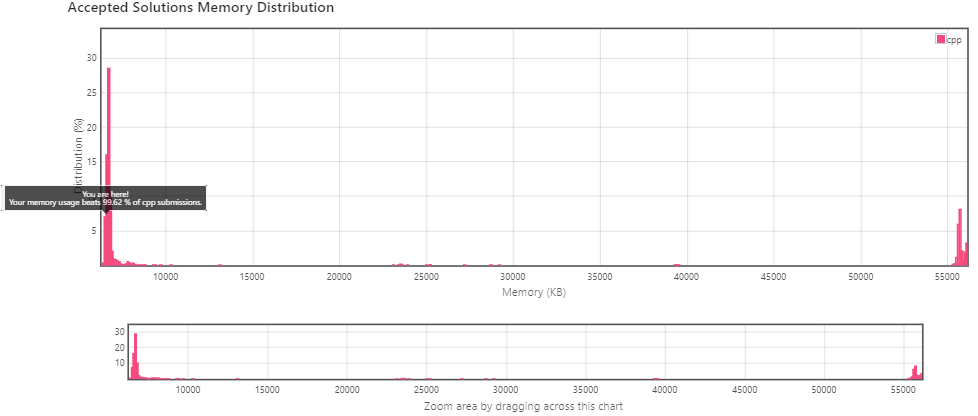 Accepted Solutions Memory Distribution
cpp
Distribution (%)
30
25
20
15
5
You are here!
Your memory usage beats 99.62 % of cpp submissions.
10000 15000 20000 25000 30000 35000 40000 45000 50000 55000
Memory (KB)
30
20
10
10000 15000 20000 25000 30000 35000 40000 45000 50000 55000
Zoom area by dragging across this chart